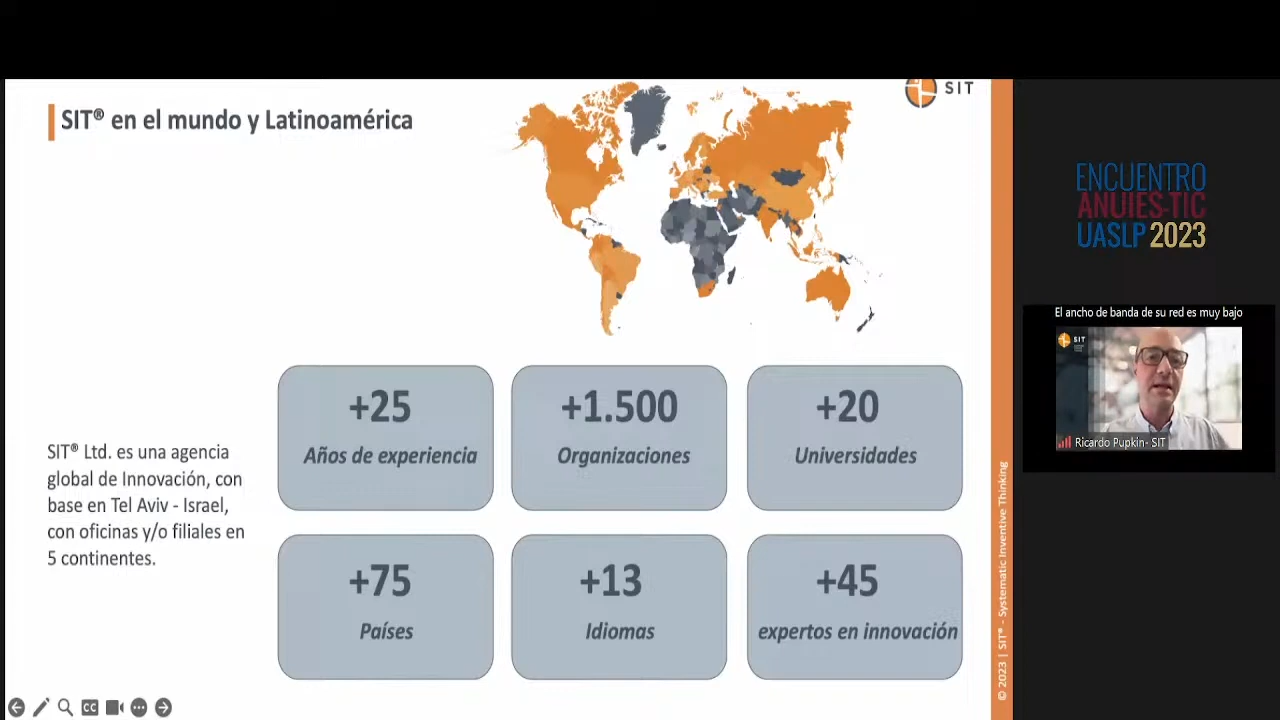 SIT® en el mundo y Latinoamérica
SIT
SIT® Ltd. es una agencia
global de Innovación, con
base en Tel Aviv - Israel,
con oficinas y/o filiales en
5 continentes.
+25
Años de experiencia
+1.500
Organizaciones
+20
Universidades
+75
Países
+13
Idiomas
+45
expertos en innovación
© 2023 | SIT® - Systematic Inventive Thinking
CC
ENCUENTRO
ANUIES-TIC
UASLP 2023
El ancho de banda de su red es muy bajo
SIT
Ricardo Pupkin- SIT